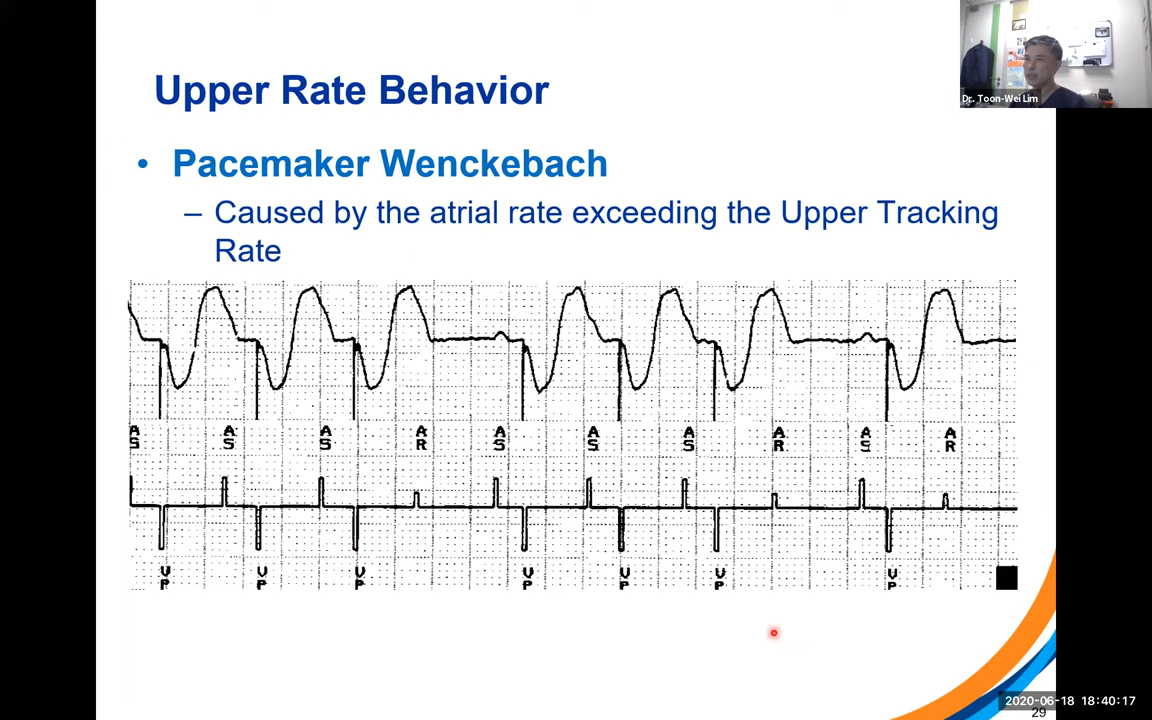 Upper Rate Behavior
Dr. Toon-Wei Lim
• Pacemaker Wenckebach
– Caused by the atrial rate exceeding the Upper Tracking
Rate
AS AS AS AR AS AS AS AR AS AR
VP VP VP VP VP VP VP
2020-06-18 18:40:17
29